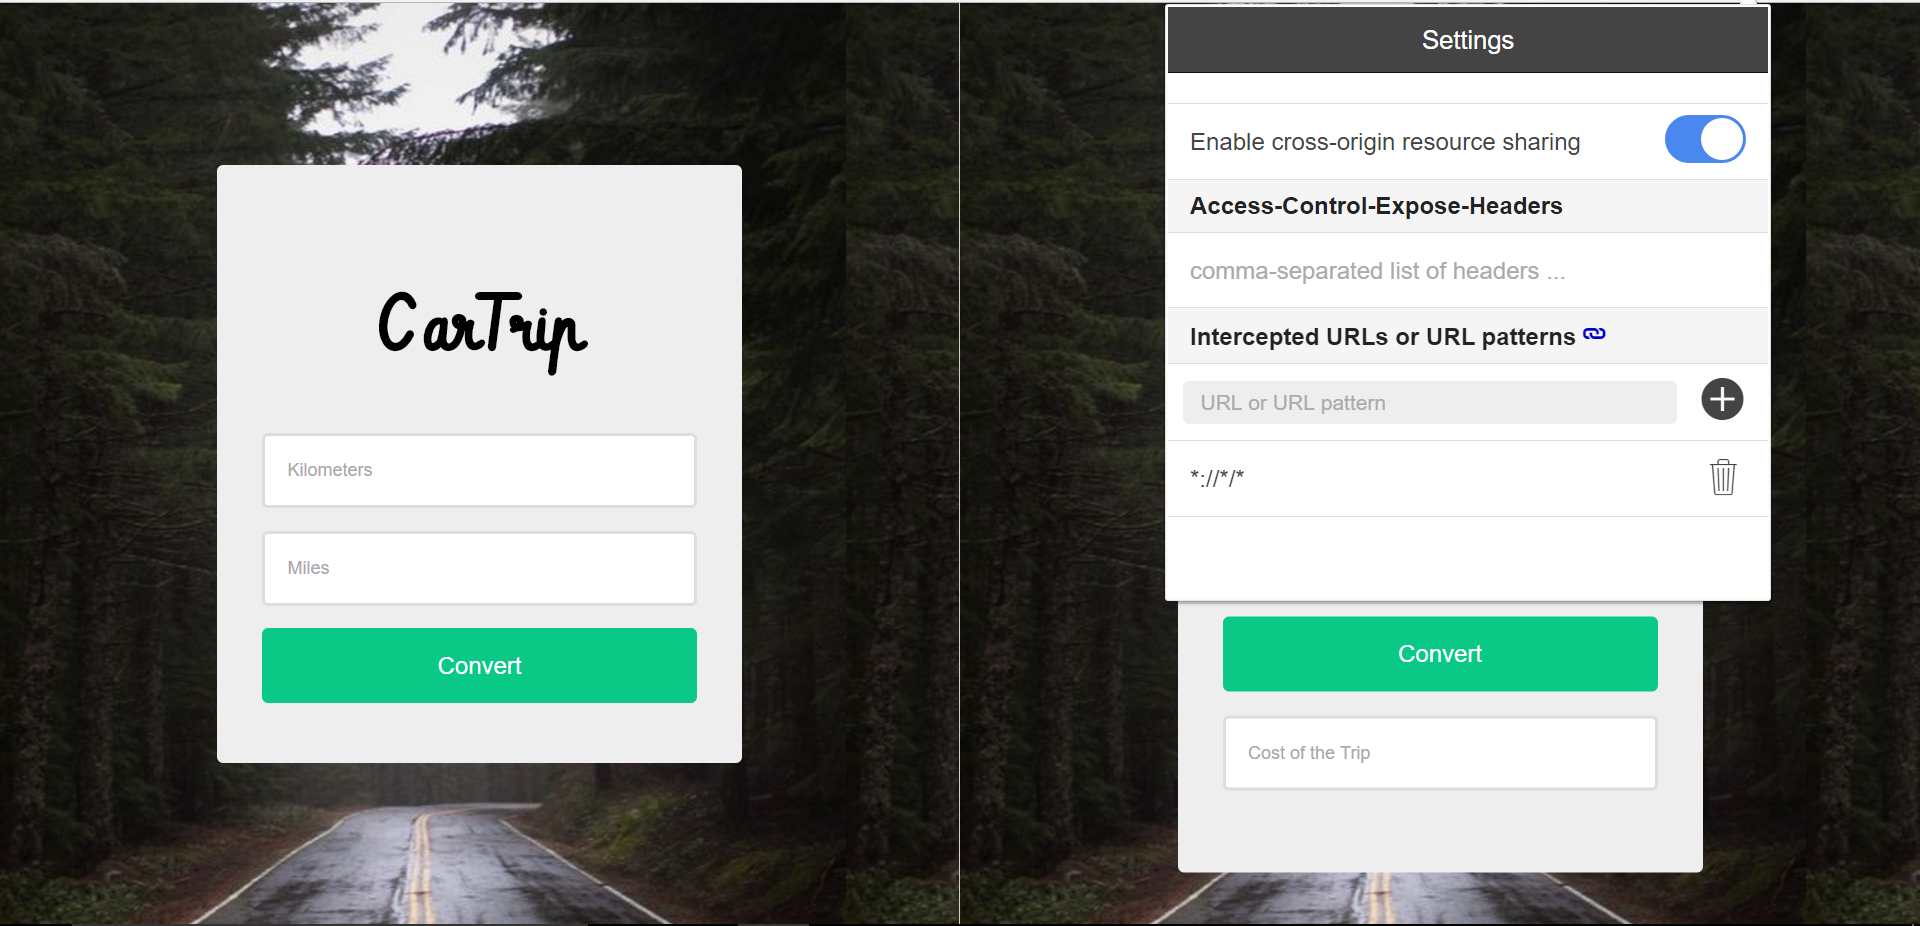 CarTrip
Kilometers
Miles
Convert
Settings
Enable cross-origin resource sharing
Access-Control-Expose-Headers
comma-separated list of headers ...
Intercepted URLs or URL patterns
URL or URL pattern
*://*/*
Convert
Cost of the Trip